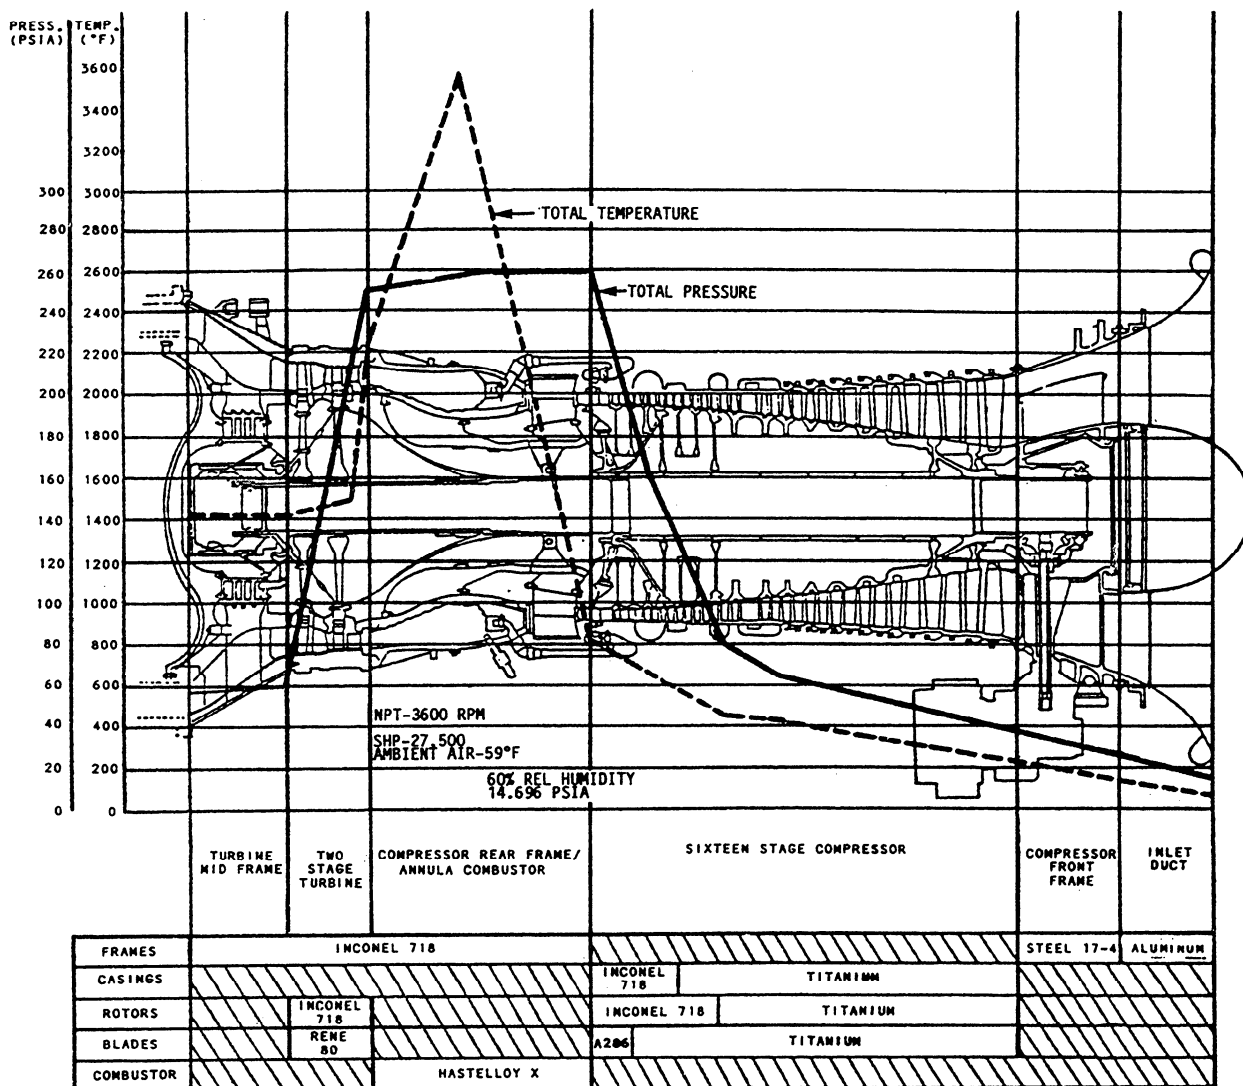 PRESS. TEMP.
(PSIA) (°F)
3600
3400
3200
300 3000
280 2800
260 2600
240 2400
220 2200
200 2000
180 1800
160 1600
140 1400
120 1200
100 1000
80 800
60 600
40 400
20 200
0 0
TOTAL TEMPERATURE
TOTAL PRESSURE
NPT-3600 RPM
SHP-27,500
AMBIENT AIR-59°F
60% REL HUMIDITY
14.696 PSIA
TURBINE
MID FRAME
TWO
STAGE
TURBINE
COMPRESSOR REAR FRAME/
ANNULA COMBUSTOR
SIXTEEN STAGE COMPRESSOR
COMPRESSOR
FRONT
FRAME
INLET
DUCT
FRAMES INCONEL 718 STEEL 17-4 ALUMINUM
CASINGS INCONEL
718 TITANIUM
ROTORS INCONEL
718 INCONEL 718 TITANIUM
BLADES RENE
80 A286 TITANIUM
COMBUSTOR HASTELLOY X